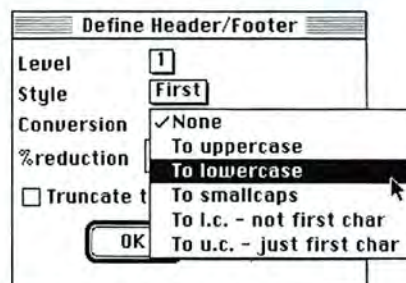 Define Header/Footer
Level 1
Style First
Conversion
✓None
To uppercase
To lowercase
To smallcaps
To l.c. - not first char
To u.c. - just first char
%reduction
Truncate t
OK